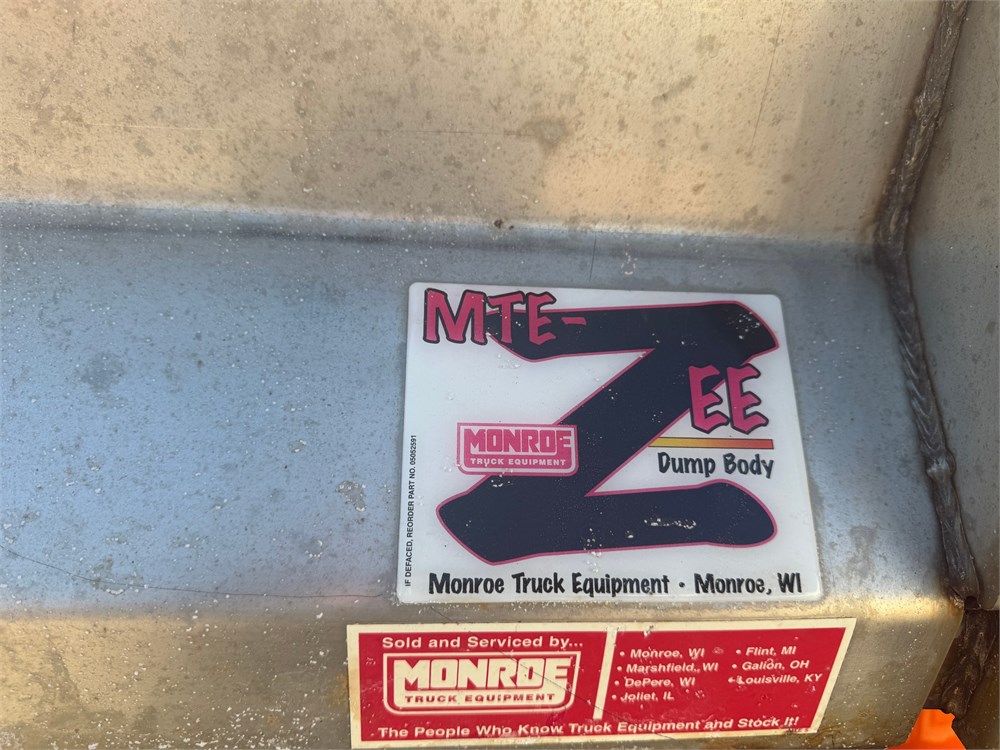 MTE-ZEE
MONROE
TRUCK EQUIPMENT
Dump Body
IF DEFACED, REORDER PART NO. 05052591
Monroe Truck Equipment • Monroe, WI
Sold and Serviced by...
MONROE
TRUCK EQUIPMENT
• Monroe, WI
• Marshfield, WI
• DePere, WI
• Joliet, IL
• Flint, MI
• Galion, OH
• Louisville, KY
The People Who Know Truck Equipment and Stock It!